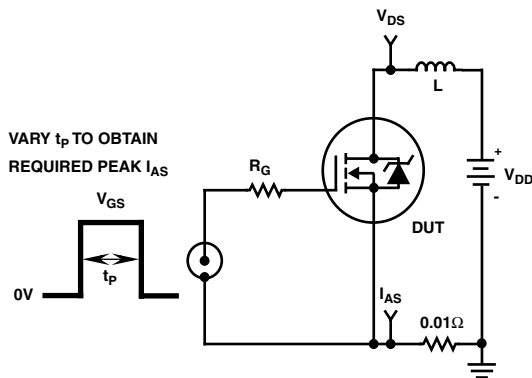 V_DS
L
VARY t_P TO OBTAIN
REQUIRED PEAK I_AS
R_G
+
V_DD
-
V_GS
DUT
t_P
0V
I_AS
0.01Ω